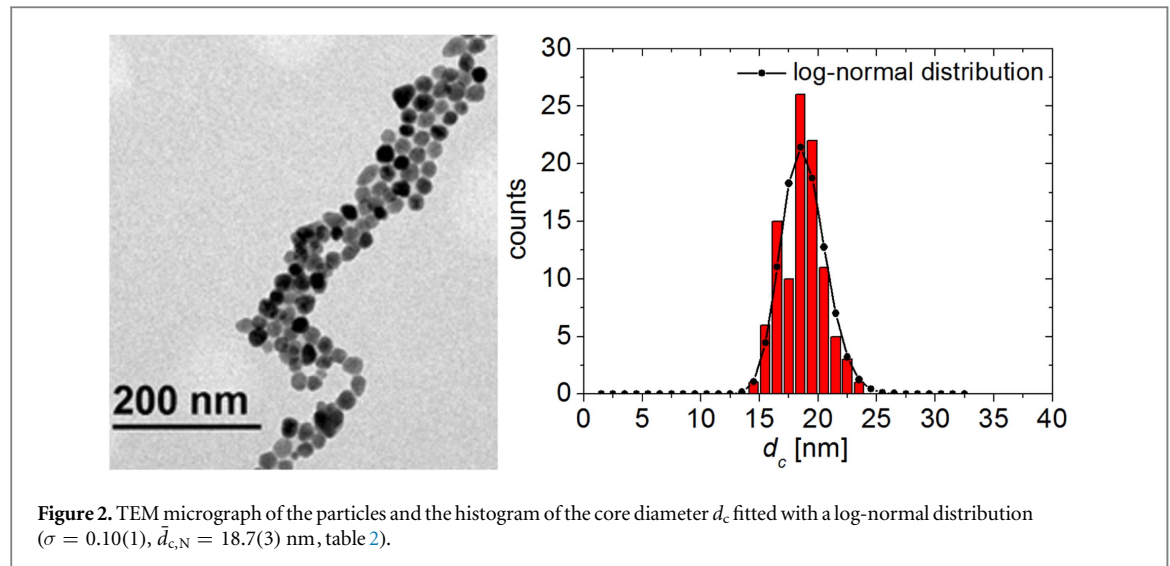 200 nm
30
25
20
15
10
5
0
counts
log-normal distribution
0 5 10 15 20 25 30 35 40
d_c [nm]
Figure 2. TEM micrograph of the particles and the histogram of the core diameter d_c fitted with a log-normal distribution
(σ = 0.10(1), d̄_c,N = 18.7(3) nm, table 2).